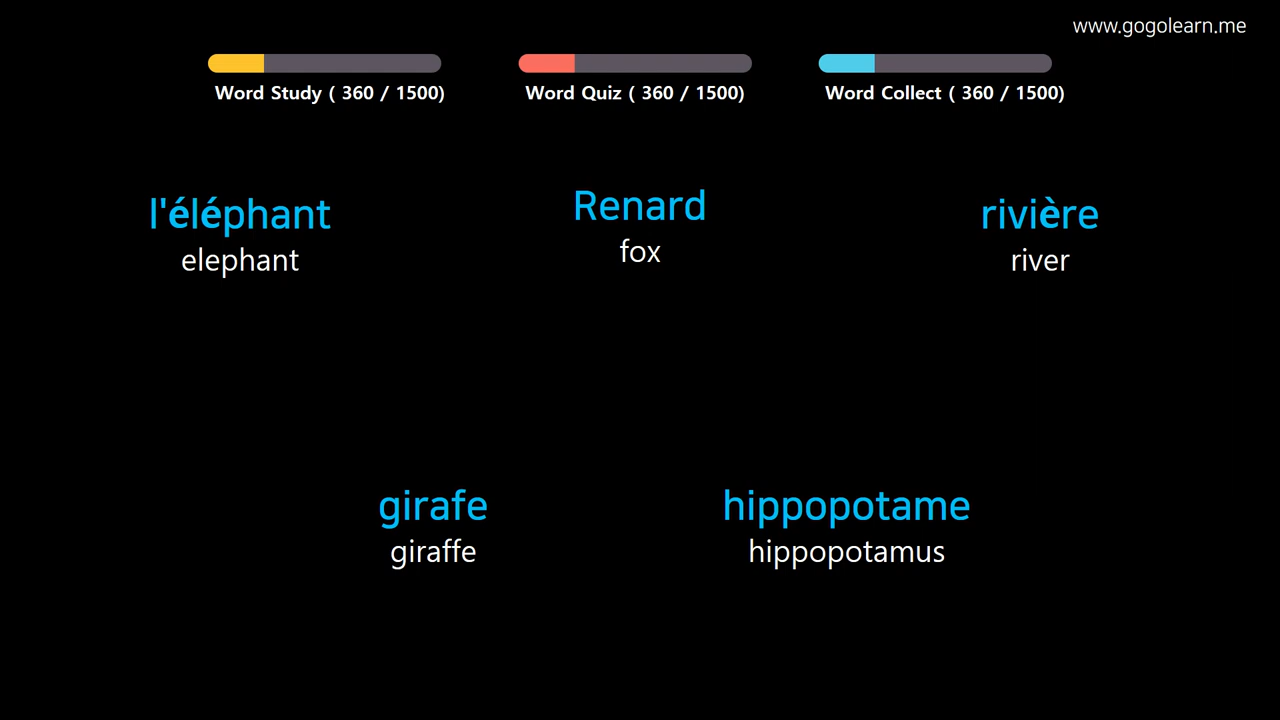 www.gogolearn.me
Word Study ( 360 / 1500)
Word Quiz ( 360 / 1500)
Word Collect ( 360 / 1500)
l'éléphant
elephant
Renard
fox
rivière
river
girafe
giraffe
hippopotame
hippopotamus